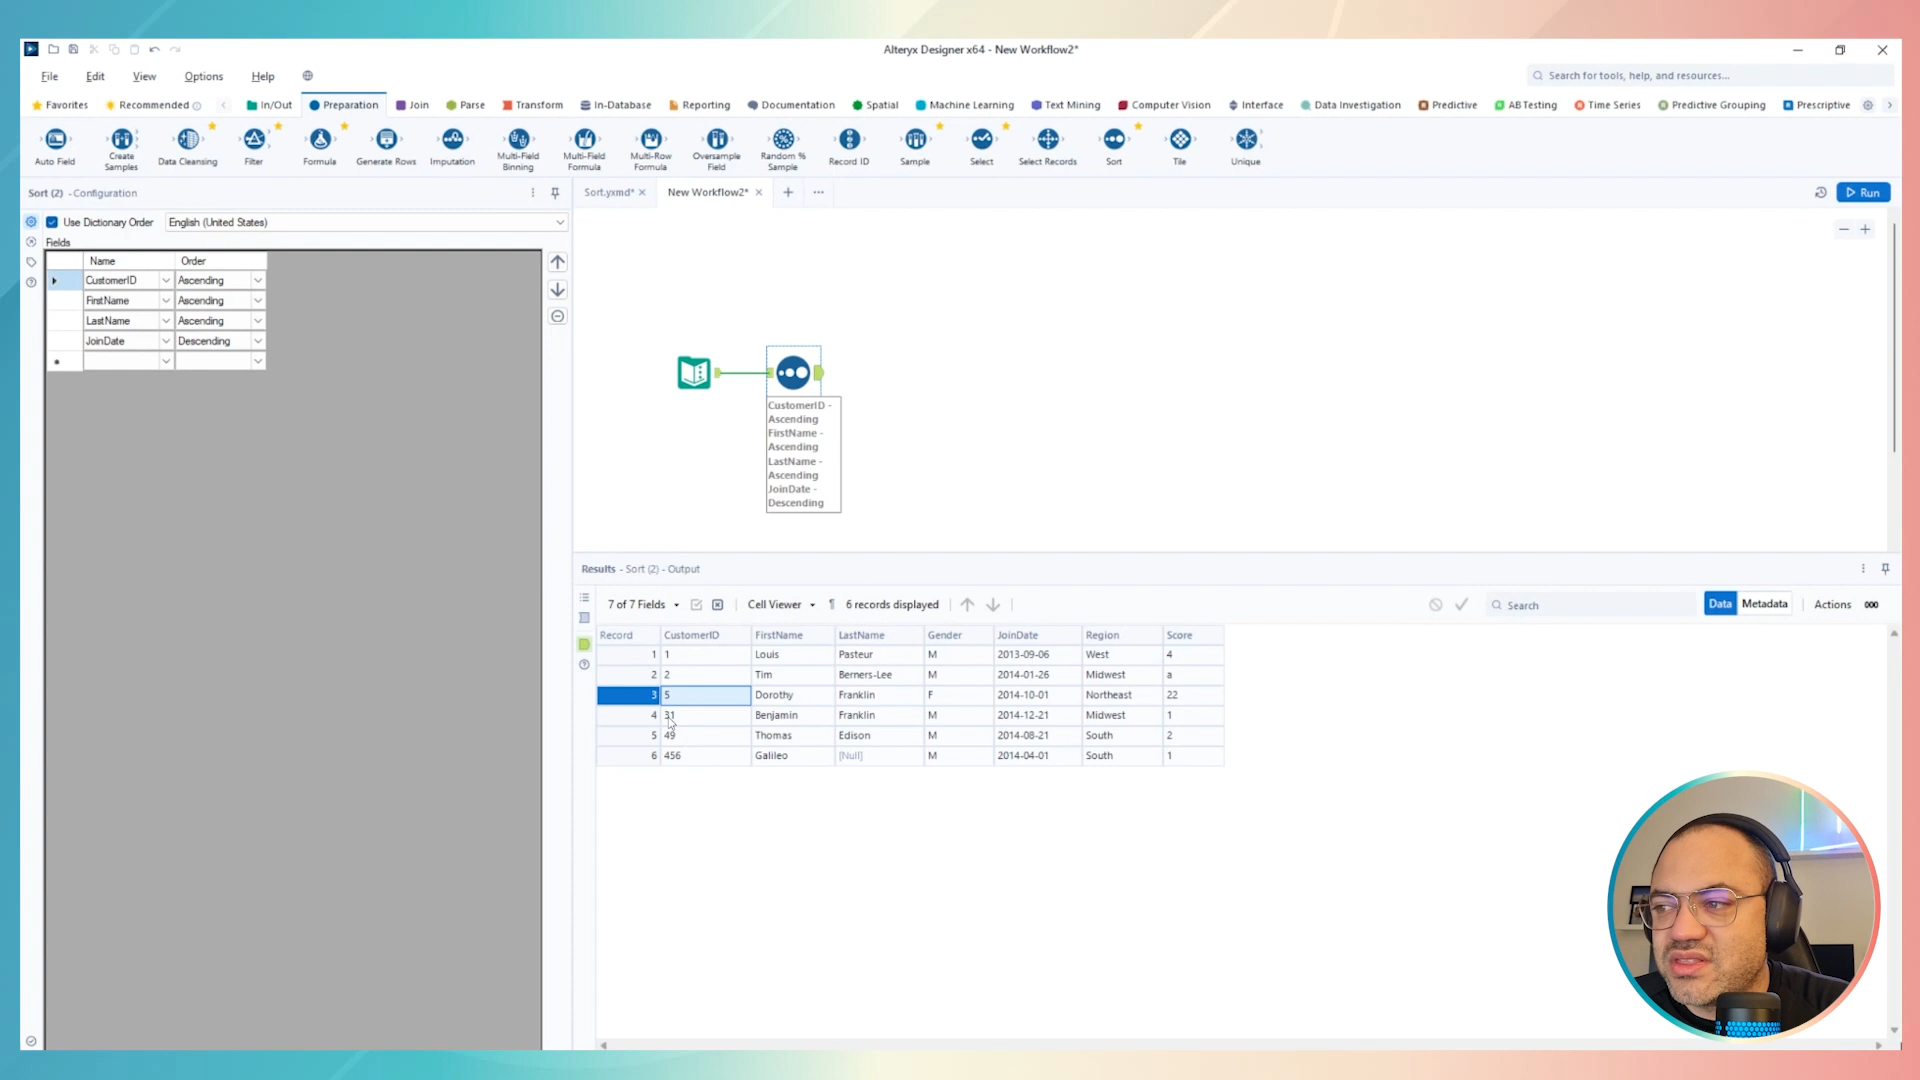 Alteryx Designer x64 - New Workflow2*
File Edit View Options Help
Search for tools, help, and resources...
Favorites Recommended In/Out Preparation Join Parse Transform In-Database Reporting Documentation Spatial Machine Learning Text Mining Computer Vision Interface Data Investigation Predictive AB Testing Time Series Predictive Grouping Prescriptive
Auto Field
Create Samples
Data Cleansing
Filter
Formula
Generate Rows
Imputation
Multi-Field Binning
Multi-Field Formula
Multi-Row Formula
Oversample Field
Random % Sample
Record ID
Sample
Select
Select Records
Sort
Tile
Unique
Sort (2) - Configuration
Sort.yxmd* New Workflow2*
Run
Use Dictionary Order English (United States)
Fields
Name Order
CustomerID Ascending
FirstName Ascending
LastName Ascending
JoinDate Descending
CustomerID -
Ascending
FirstName -
Ascending
LastName -
Ascending
JoinDate -
Descending
Results - Sort (2) - Output
7 of 7 Fields Cell Viewer 6 records displayed Search Data Metadata Actions 000
Record CustomerID FirstName LastName Gender JoinDate Region Score
1 1 Louis Pasteur M 2013-09-06 West 4
2 2 Tim Berners-Lee M 2014-01-26 Midwest a
3 5 Dorothy Franklin F 2014-10-01 Northeast 22
4 31 Benjamin Franklin M 2014-12-21 Midwest 1
5 49 Thomas Edison M 2014-08-21 South 2
6 456 Galileo [Null] M 2014-04-01 South 1